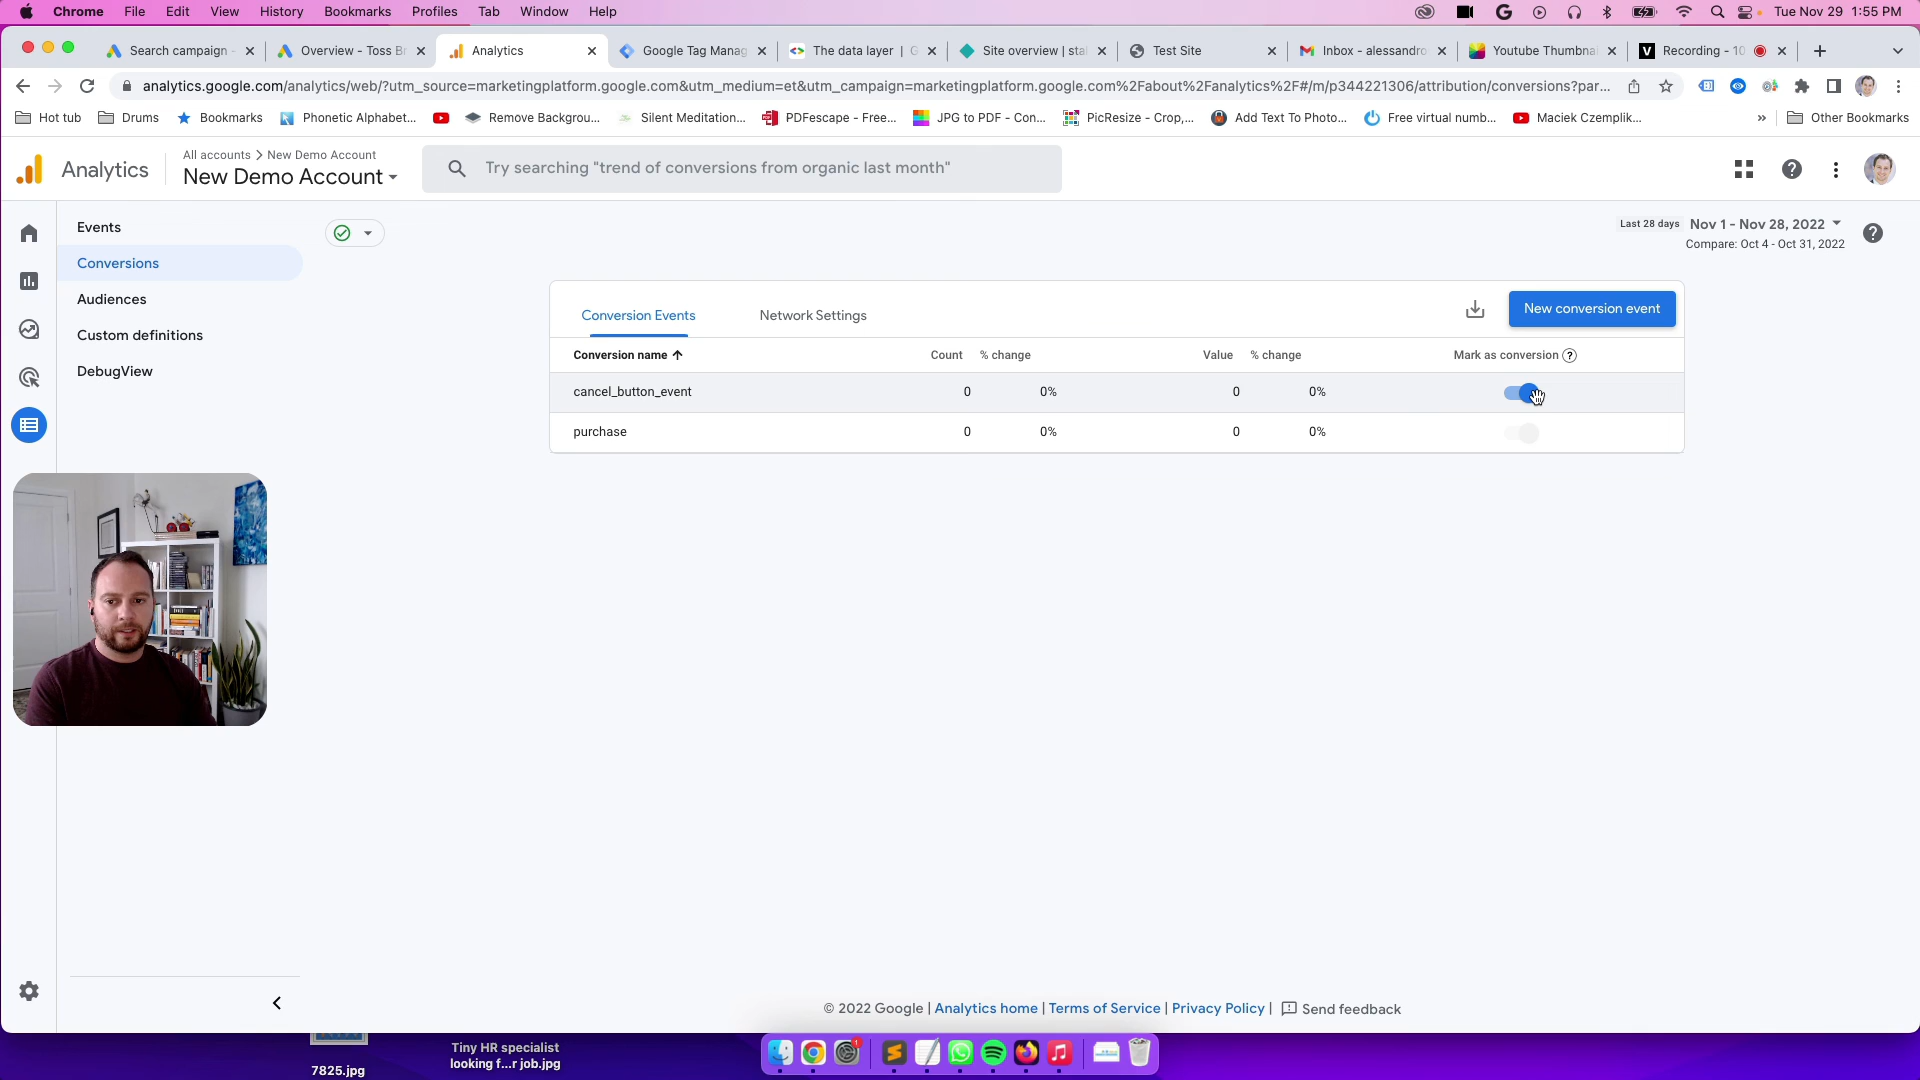 Chrome File Edit View History Bookmarks Profiles Tab Window Help Tue Nov 29 1:55 PM
Search campaign - Overview - Toss Br Analytics Google Tag Manag The data layer | G Site overview | sta Test Site Inbox - alessandro Youtube Thumbna Recording - 10
analytics.google.com/analytics/web/?utm_source=marketingplatform.google.com&utm_medium=et&utm_campaign=marketingplatform.google.com%2Fabout%2Fanalytics%2F#/m/p344221306/attribution/conversions?par...
Hot tub Drums Bookmarks Phonetic Alphabet... Remove Backgrou... Silent Meditation... PDFescape - Free... JPG to PDF - Con... PicResize - Crop,... Add Text To Photo... Free virtual numb... Maciek Czemplik... » Other Bookmarks
All accounts > New Demo Account
Analytics New Demo Account Try searching "trend of conversions from organic last month"
Events
Conversions
Audiences
Custom definitions
DebugView
Last 28 days Nov 1 - Nov 28, 2022
Compare: Oct 4 - Oct 31, 2022
Conversion Events Network Settings New conversion event
Conversion name Count % change Value % change Mark as conversion
cancel_button_event 0 0% 0 0%
purchase 0 0% 0 0%
© 2022 Google | Analytics home | Terms of Service | Privacy Policy | Send feedback
Tiny HR specialist
looking f...r job.jpg
7825.jpg